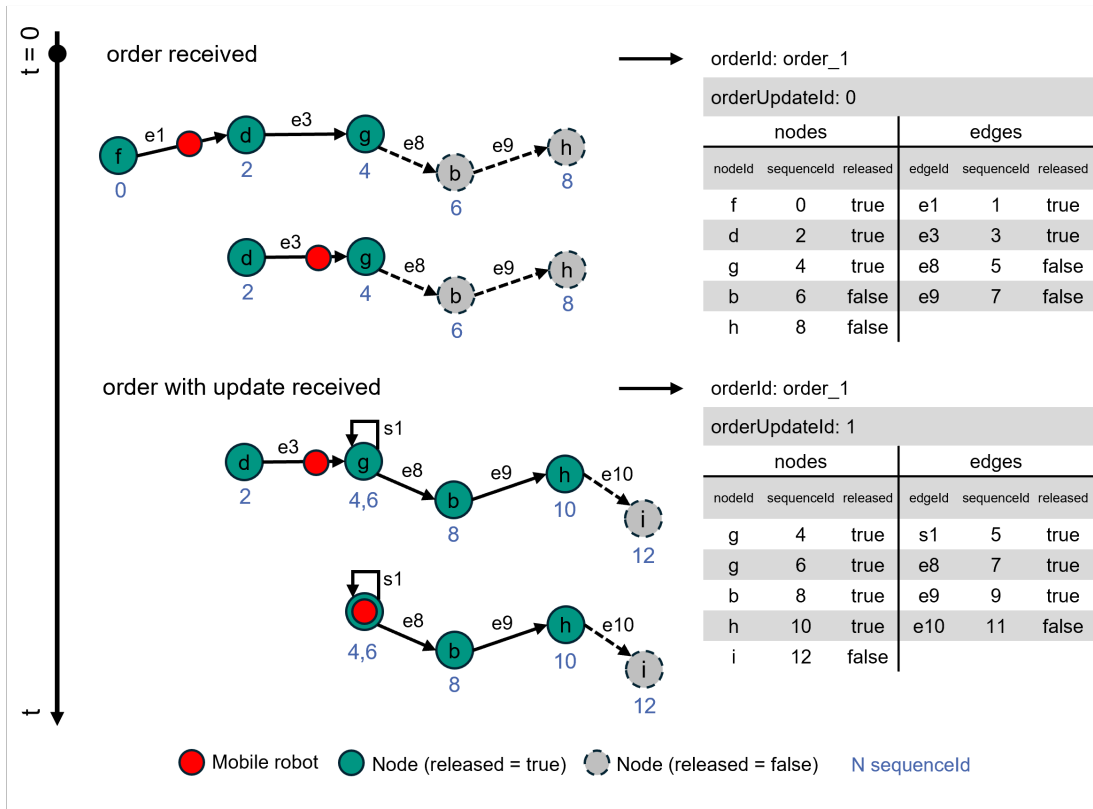 t = 0
order received
orderId: order_1
orderUpdateId: 0
nodes edges
nodeId sequenceId released edgeId sequenceId released
f 0 true e1 1 true
d 2 true e3 3 true
g 4 true e8 5 false
b 6 false e9 7 false
h 8 false
f e1 d e3 g e8 b e9 h
0 2 4 6 8
d e3 g e8 b e9 h
2 4 6 8
order with update received
orderId: order_1
orderUpdateId: 1
nodes edges
nodeId sequenceId released edgeId sequenceId released
g 4 true s1 5 true
g 6 true e8 7 true
b 8 true e9 9 true
h 10 true e10 11 false
i 12 false
s1
d e3 g e8 b e9 h e10 i
2 4,6 8 10 12
s1
g e8 b e9 h e10 i
4,6 8 10 12
t
Mobile robot Node (released = true) Node (released = false) N sequenceId